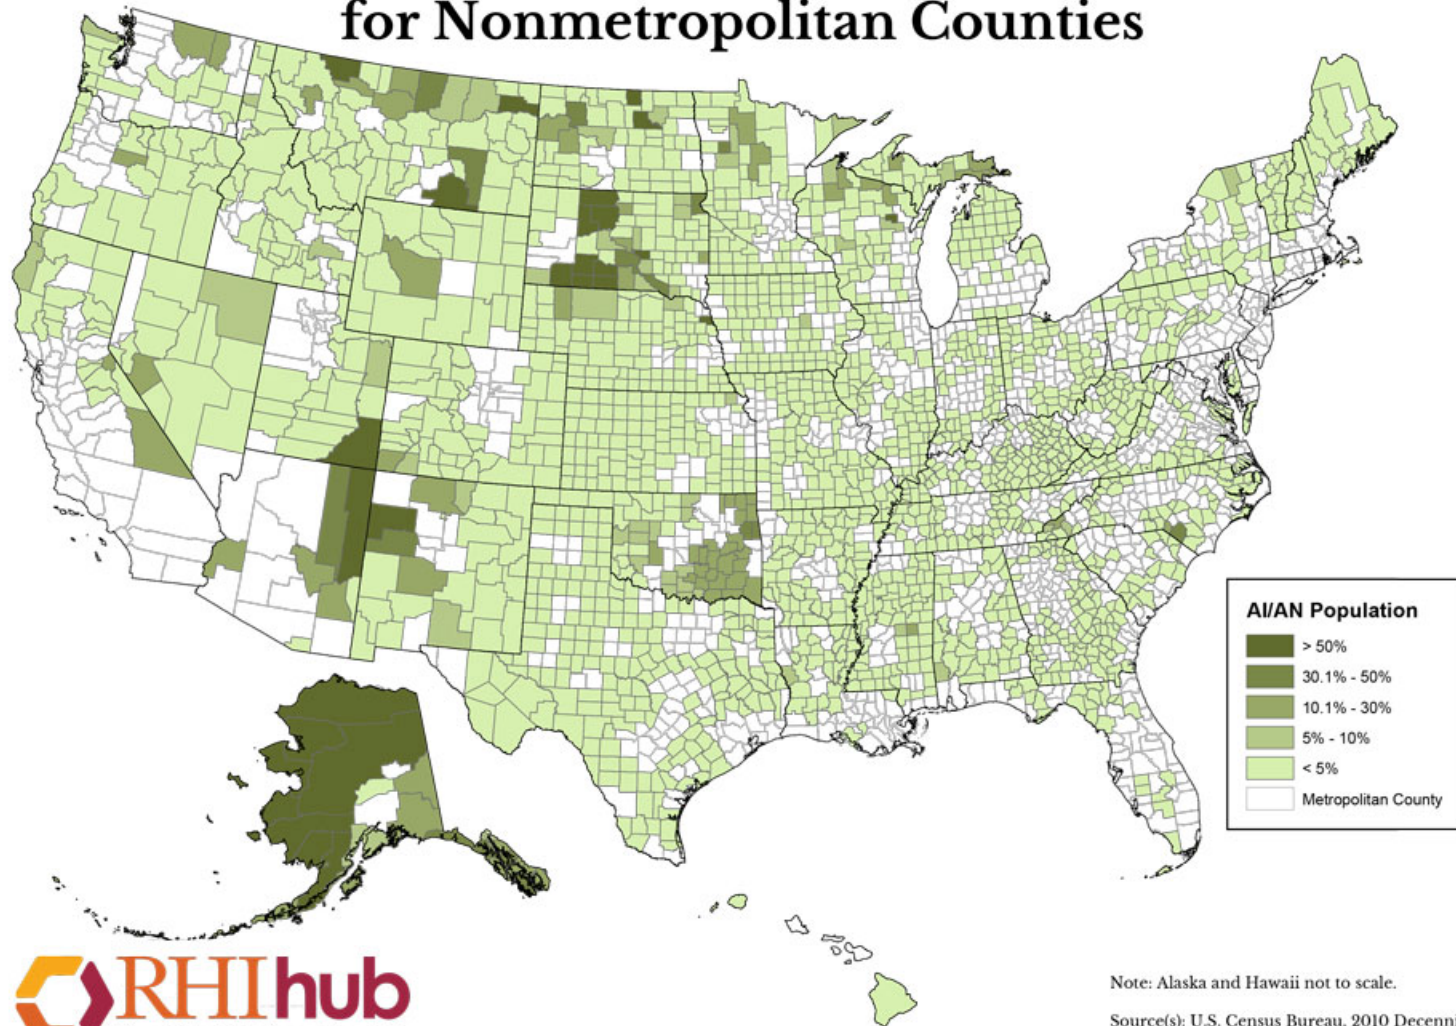 for Nonmetropolitan Counties
AI/AN Population
> 50%
30.1% - 50%
10.1% - 30%
5% - 10%
< 5%
Metropolitan County
RHIhub
Note: Alaska and Hawaii not to scale.
Source(s): U.S. Census Bureau, 2010 Decenn